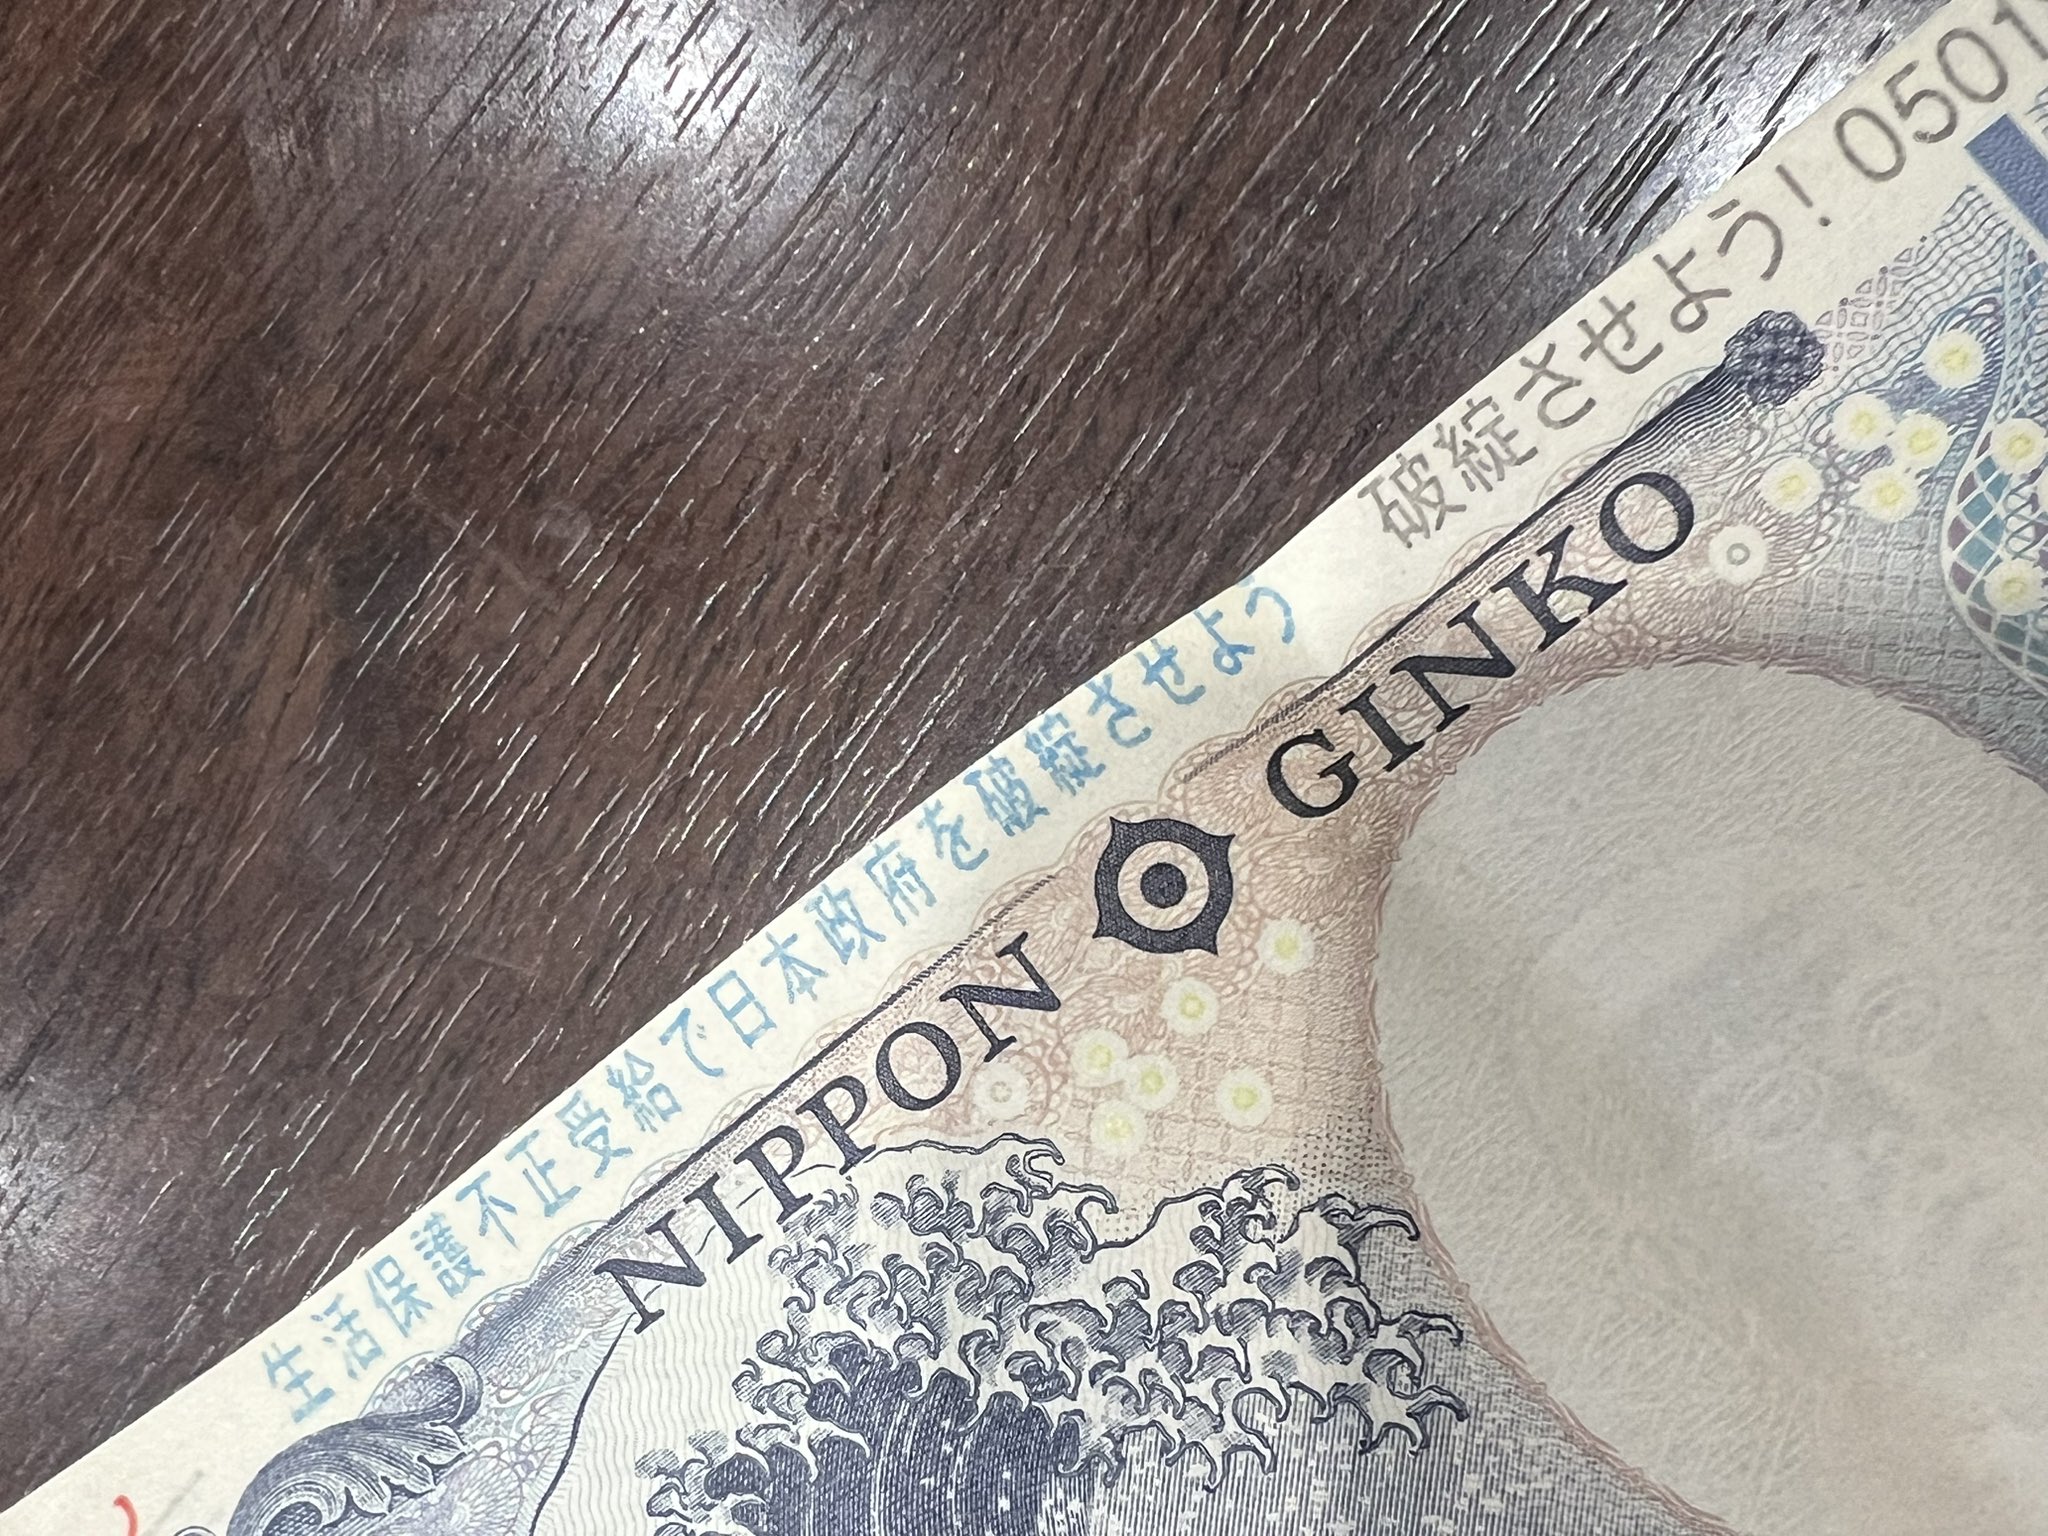 生活保護不正受給で日本政府を破綻させよう
破綻させよう！0501
NIPPON GINKO